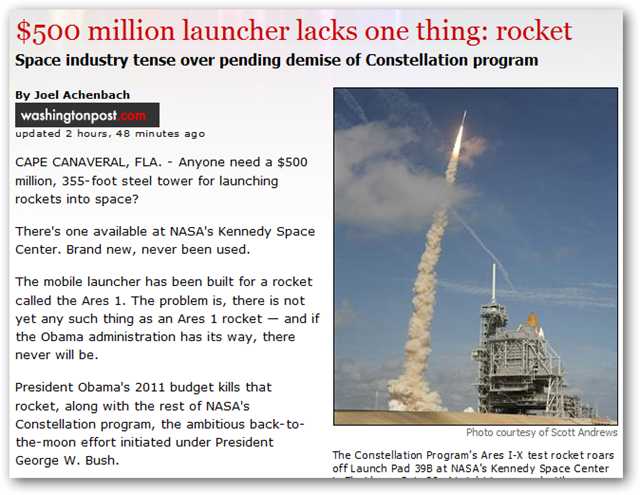 $500 million launcher lacks one thing: rocket
Space industry tense over pending demise of Constellation program
By Joel Achenbach
washingtonpost.com
updated 2 hours, 48 minutes ago
CAPE CANAVERAL, FLA. - Anyone need a $500
million, 355-foot steel tower for launching
rockets into space?
There's one available at NASA's Kennedy Space
Center. Brand new, never been used.
The mobile launcher has been built for a rocket
called the Ares 1. The problem is, there is not
yet any such thing as an Ares 1 rocket — and if
the Obama administration has its way, there
never will be.
President Obama's 2011 budget kills that
rocket, along with the rest of NASA's
Constellation program, the ambitious back-to-
the-moon effort initiated under President
George W. Bush.
Photo courtesy of Scott Andrews
The Constellation Program's Ares I-X test rocket roars
off Launch Pad 39B at NASA's Kennedy Space Center